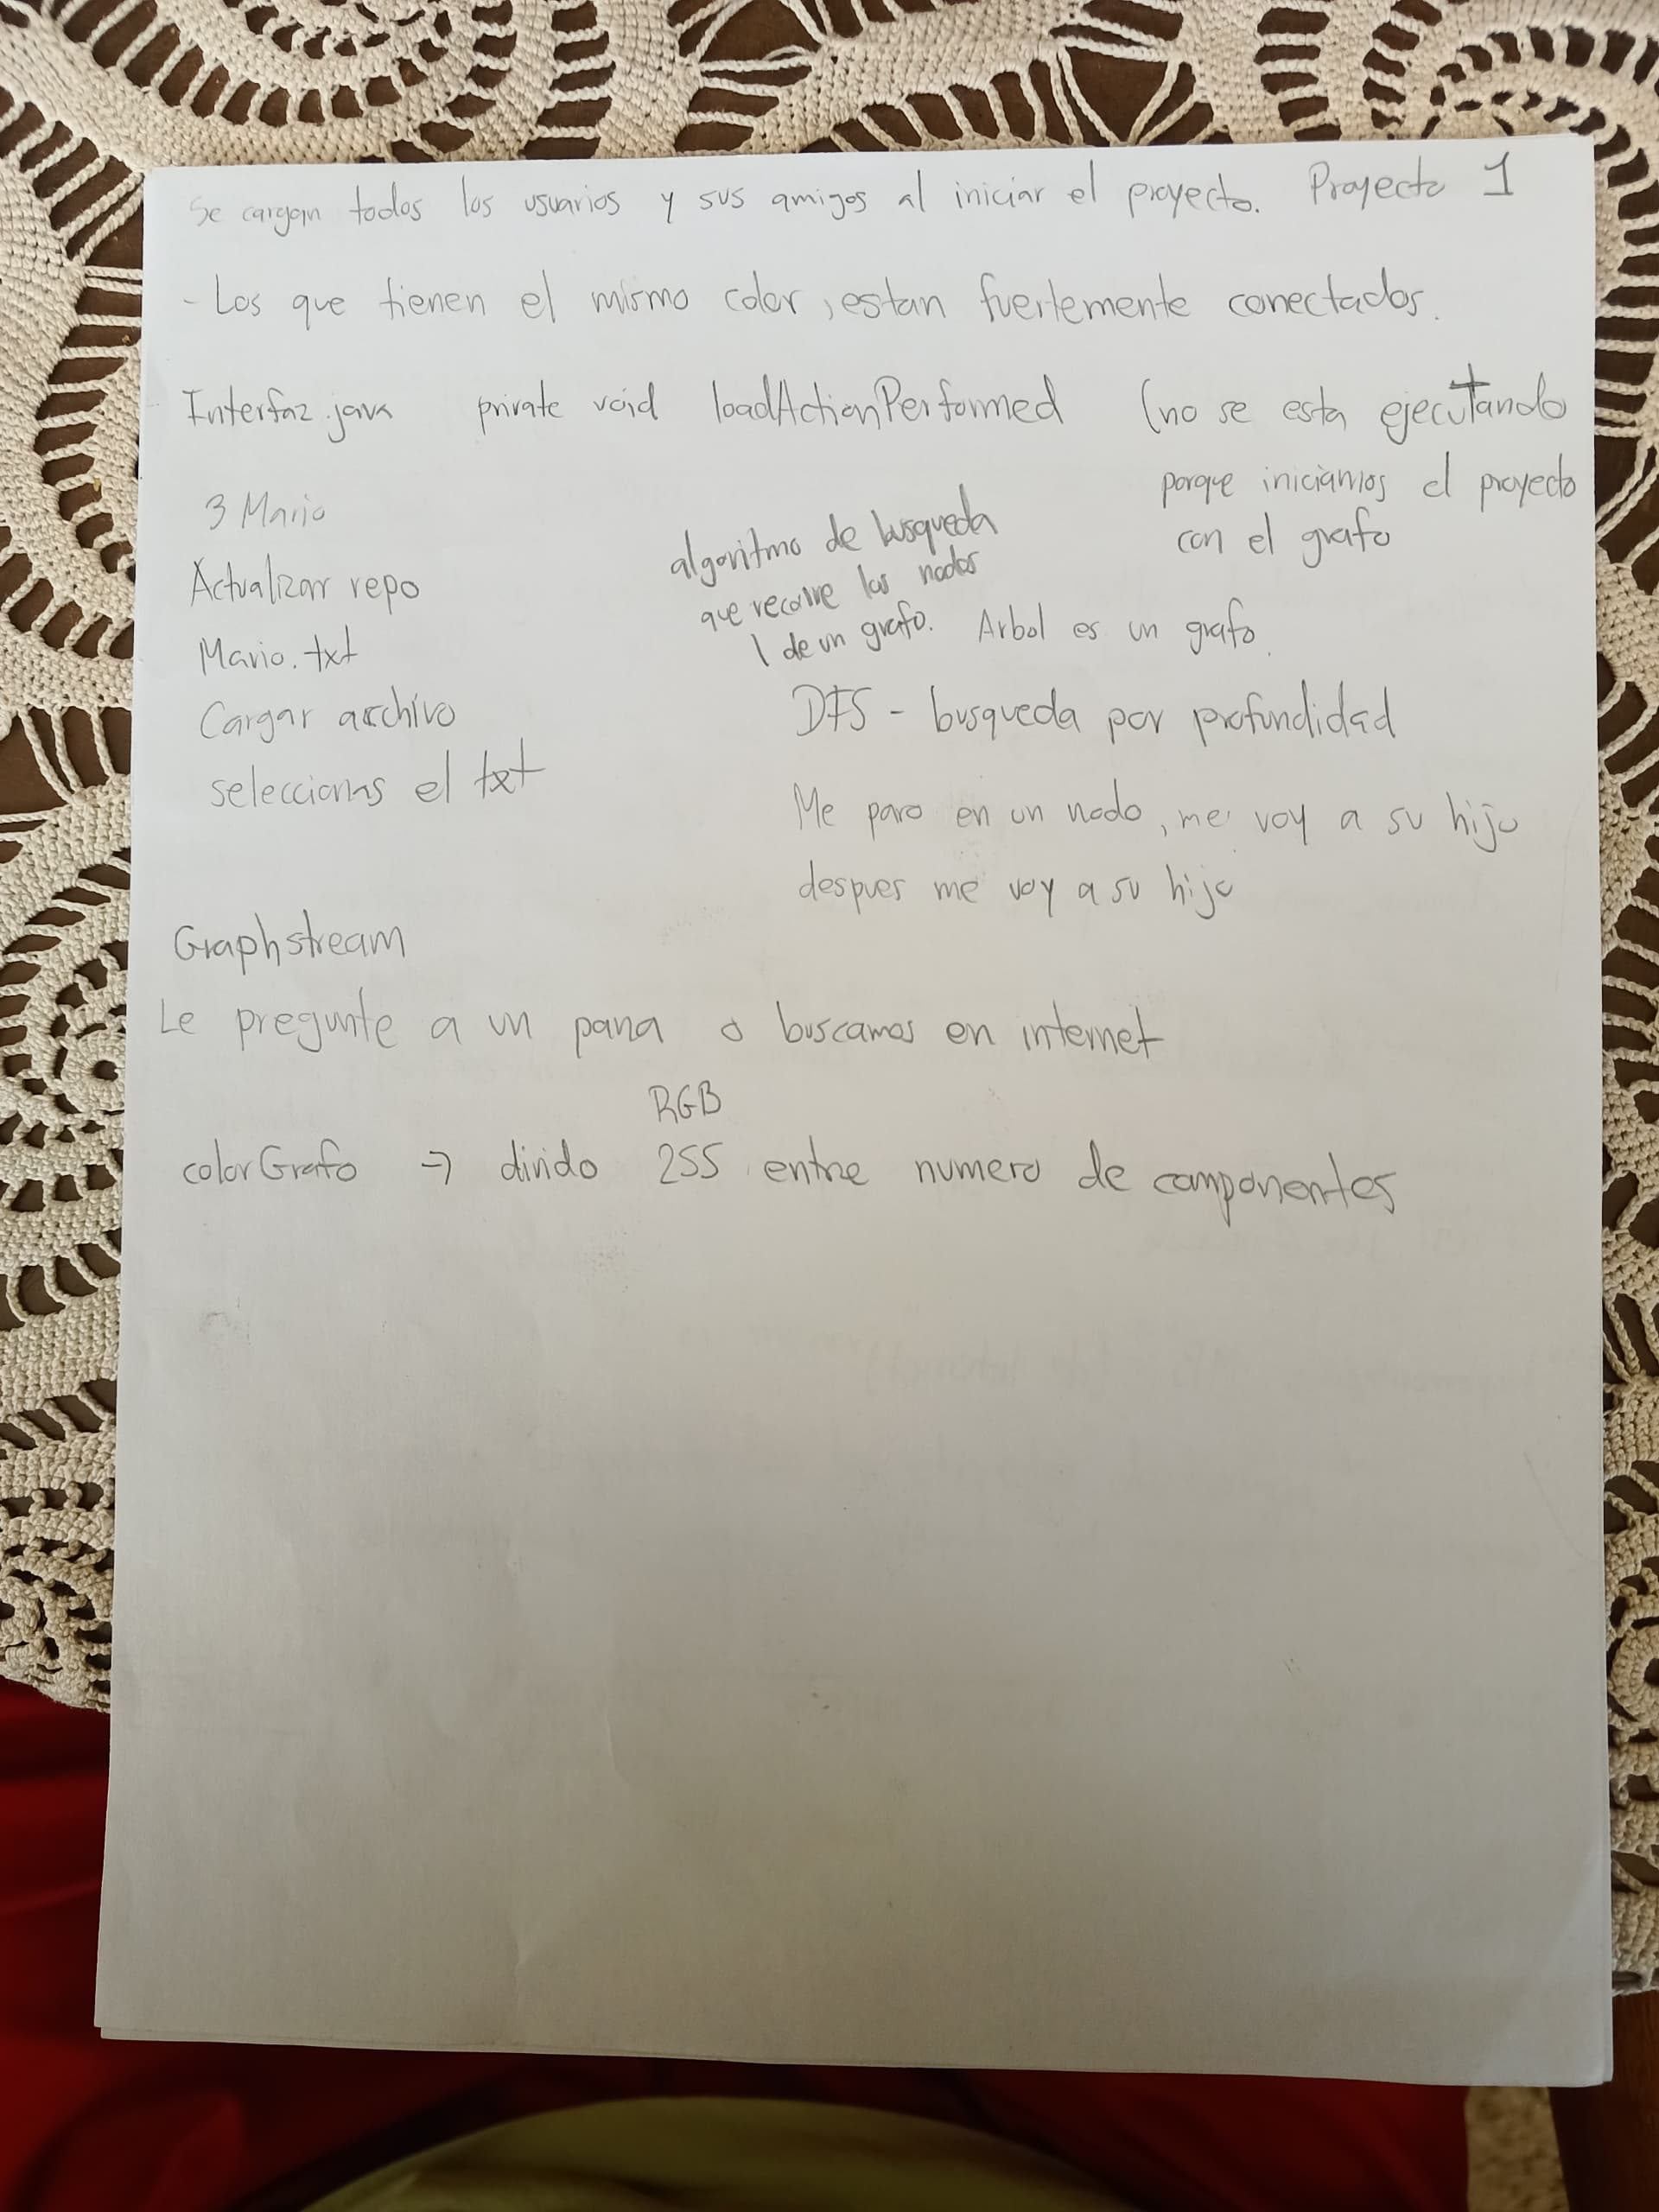 Se cargan todos los usuarios y sus amigos al iniciar el proyecto. Proyecto 1
- Los que tienen el mismo color, estan fuertemente conectados.
Interfaz.java private void loadActionPerformed (no se esta ejecutando
porque iniciamos el proyecto
con el grafo
3 Mario
Actualizar repo
Mario.txt
Cargar archivo
seleccionas el txt
algoritmo de busqueda
que recorre los nodos
de un grafo. Arbol es un grafo.
DFS - busqueda por profundidad
Me paro en un nodo, me voy a su hijo
despues me voy a su hijo
Graphstream
Le pregunte a un pana o buscamos en internet
RGB
colorGrafo → divido 255 entre numero de componentes